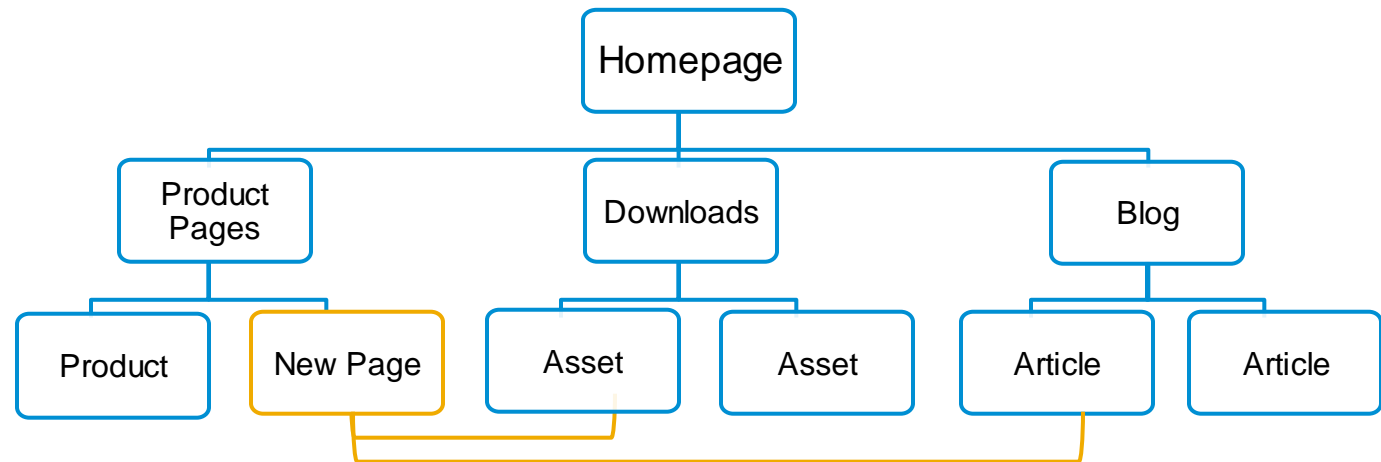 Homepage
Product
Pages
Downloads
Blog
Product
New Page
Asset
Asset
Article
Article